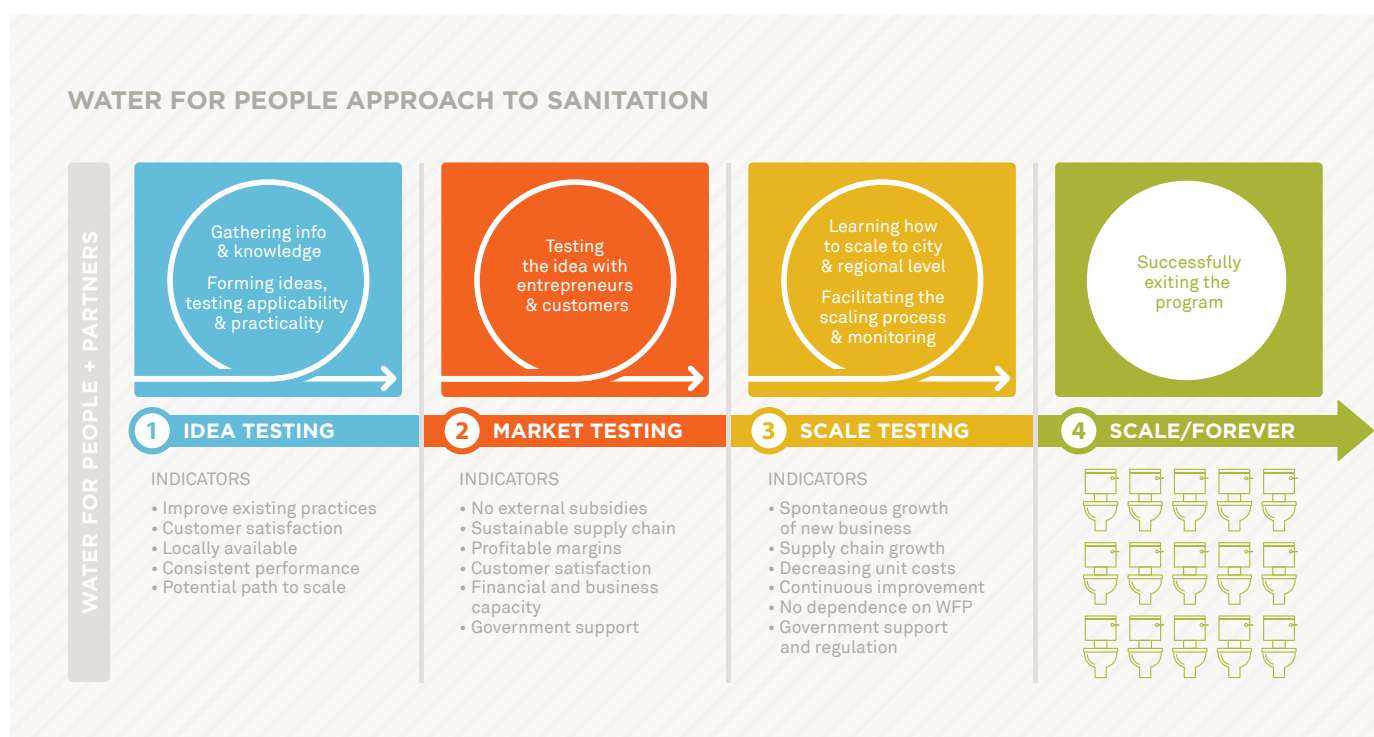 WATER FOR PEOPLE APPROACH TO SANITATION
WATER FOR PEOPLE + PARTNERS
Gathering info
& knowledge
Forming ideas,
testing applicability
& practicality
1 IDEA TESTING
INDICATORS
• Improve existing practices
• Customer satisfaction
• Locally available
• Consistent performance
• Potential path to scale
Testing
the idea with
entrepreneurs
& customers
2 MARKET TESTING
INDICATORS
• No external subsidies
• Sustainable supply chain
• Profitable margins
• Customer satisfaction
• Financial and business
capacity
• Government support
Learning how
to scale to city
& regional level
Facilitating the
scaling process
& monitoring
3 SCALE TESTING
INDICATORS
• Spontaneous growth
of new business
• Supply chain growth
• Decreasing unit costs
• Continuous improvement
• No dependence on WFP
• Government support
and regulation
Successfully
exiting the
program
4 SCALE/FOREVER